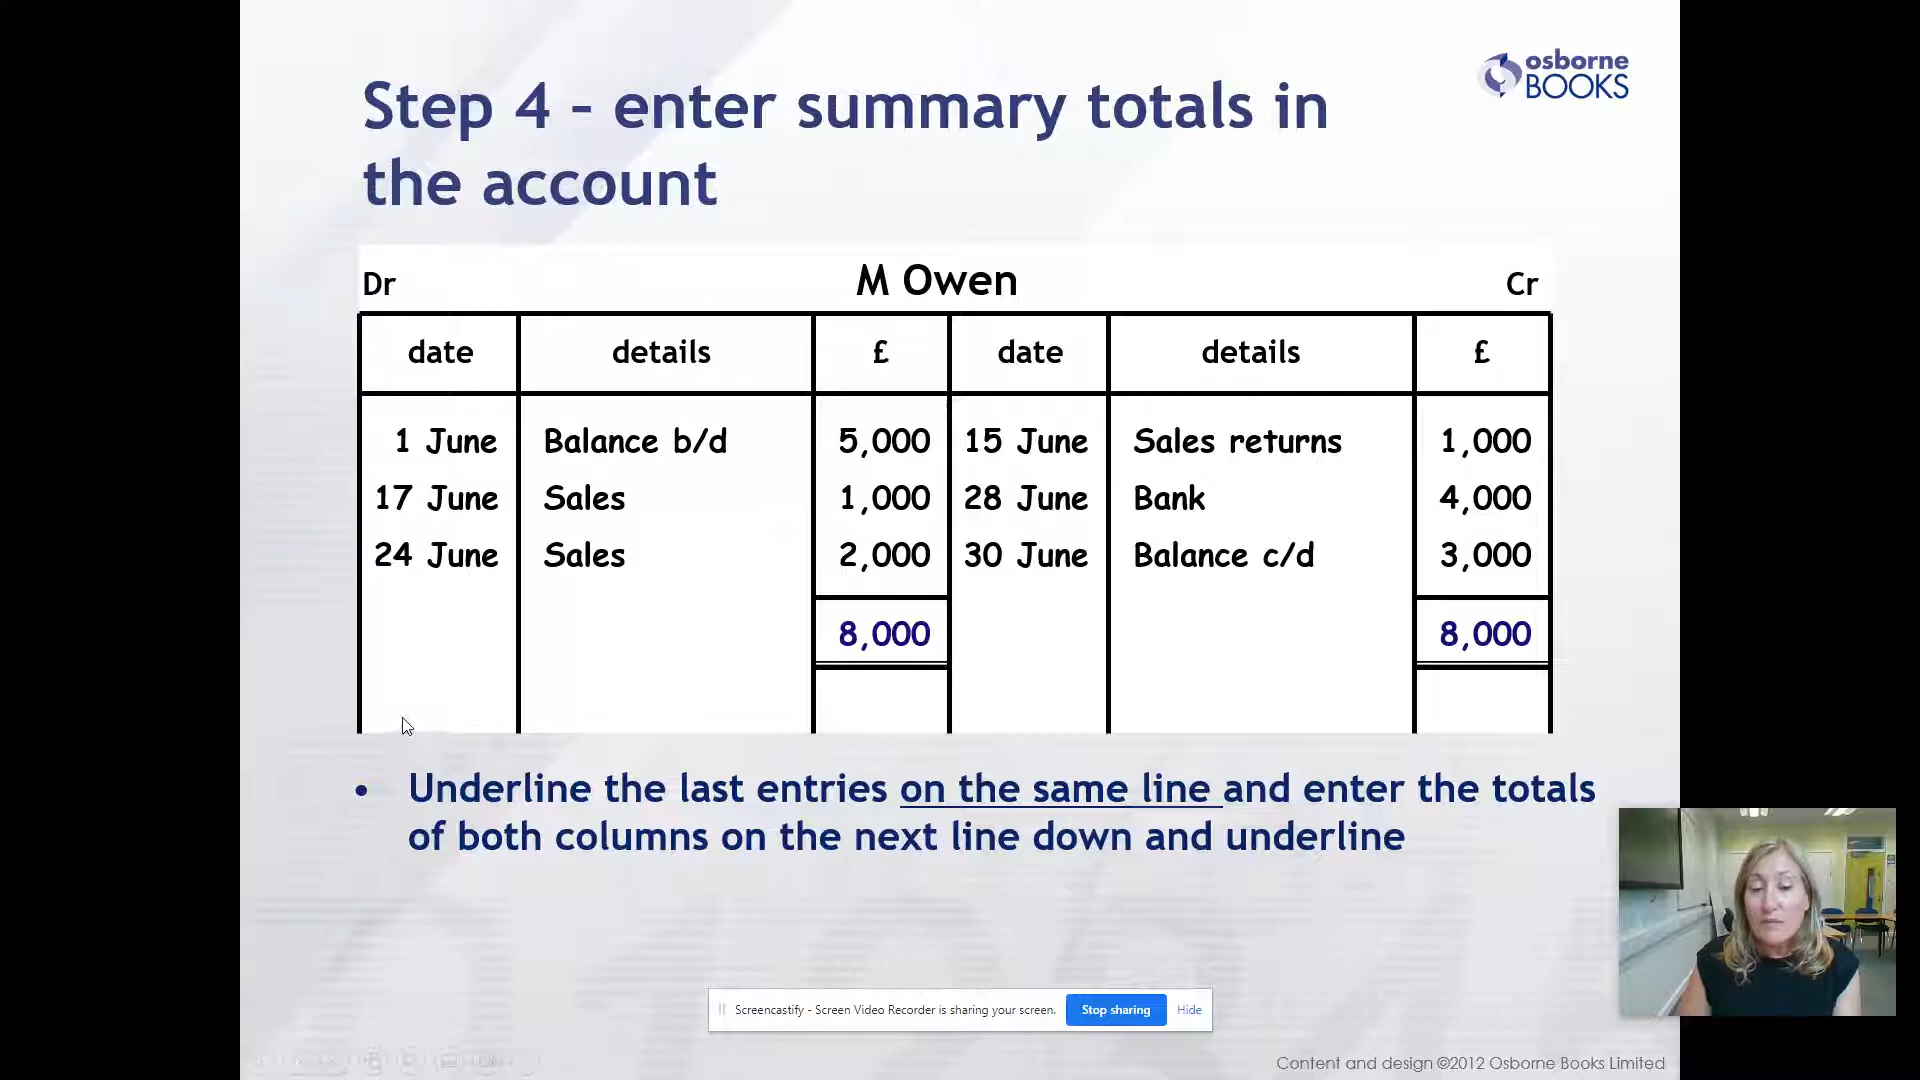 osborne
BOOKS
Step 4 – enter summary totals in
the account
Dr M Owen Cr
date details £ date details £
1 June Balance b/d 5,000 15 June Sales returns 1,000
17 June Sales 1,000 28 June Bank 4,000
24 June Sales 2,000 30 June Balance c/d 3,000
8,000 8,000
• Underline the last entries on the same line and enter the totals
of both columns on the next line down and underline
Screencastify - Screen Video Recorder is sharing your screen. Stop sharing Hide
Content and design ©2012 Osborne Books Limited